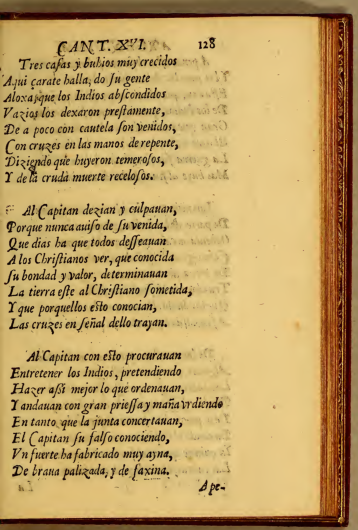 CANT. XVI. 128
Tres casas y buhios muy crecidos
Aqui çarate halla, do su gente
Aloxa, que los Indios abscondidos
Vazios los dexaron prestamente,
De a poco con cautela son venidos,
Con cruzes en las manos de repente,
Diziendo que huyeron temerosos,
Y de la cruda muerte recelosos.
Al Capitan dezian y culpauan,
Porque nunca auiso de su venida,
Que dias ha que todos desseauan
A los Christianos ver, que conocida
su bondad y valor, determinauan
La tierra este al Christiano sometida,
Y que porquellos esto conocian,
Las cruzes en señal dello trayan.
Al Capitan con esto procurauan
Entretener los Indios, pretendiendo
Hazer assi mejor lo que ordenauan,
Y andauan con gran priessa y maña vrdiendo
En tanto que la junta concertauan,
El Capitan su falso conociendo,
Vn fuerte ha fabricado muy ayna,
De braua palizada, y de faxina.
Ape-